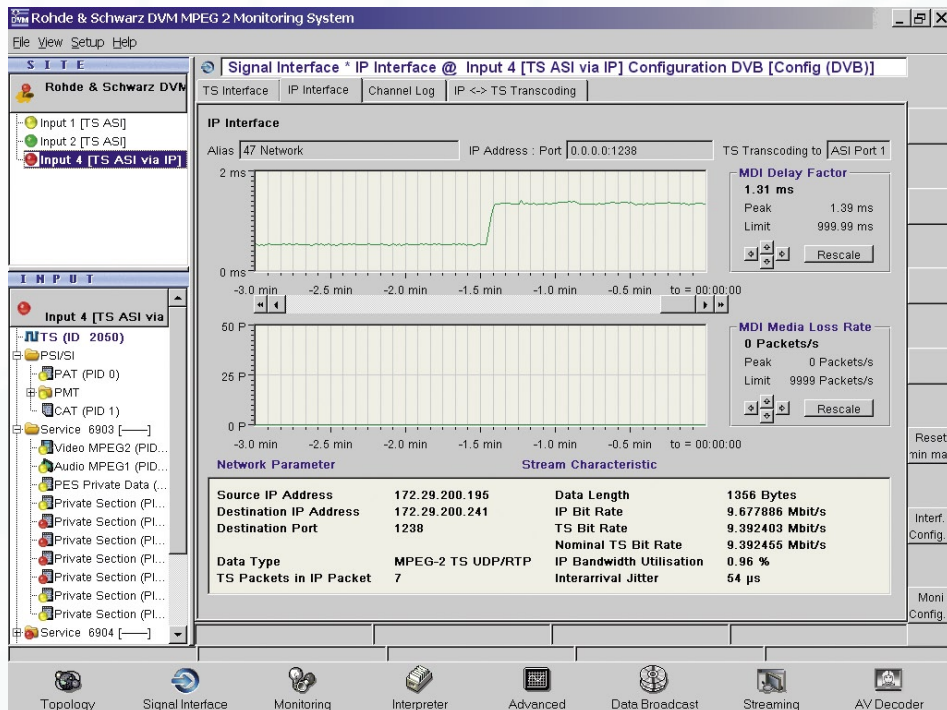 DVM
Rohde & Schwarz DVM MPEG 2 Monitoring System
File View Setup Help
SITE
Rohde & Schwarz DVM
Input 1 [TS ASI]
Input 2 [TS ASI]
Input 4 [TS ASI via IP]
INPUT
Input 4 [TS ASI via
TS (ID 2050)
PSI/SI
PAT (PID 0)
PMT
CAT (PID 1)
Service 6903 [——]
Video MPEG2 (PID...
Audio MPEG1 (PID...
PES Private Data (...
Private Section (PI...
Private Section (PI...
Private Section (PI...
Private Section (PI...
Private Section (PI...
Private Section (PI...
Private Section (PI...
Service 6904 [——]
Signal Interface * IP Interface @ Input 4 [TS ASI via IP] Configuration DVB [Config (DVB)]
TS Interface IP Interface Channel Log IP <-> TS Transcoding
IP Interface
Alias 47 Network IP Address : Port 0.0.0.0:1238 TS Transcoding to ASI Port 1
2 ms
0 ms
-3.0 min -2.5 min -2.0 min -1.5 min -1.0 min -0.5 min to = 00:00:00
MDI Delay Factor
1.31 ms
Peak 1.39 ms
Limit 999.99 ms
Rescale
50 P
25 P
0 P
-3.0 min -2.5 min -2.0 min -1.5 min -1.0 min -0.5 min to = 00:00:00
MDI Media Loss Rate
0 Packets/s
Peak 0 Packets/s
Limit 9999 Packets/s
Rescale
Network Parameter Stream Characteristic
Source IP Address 172.29.200.195 Data Length 1356 Bytes
Destination IP Address 172.29.200.241 IP Bit Rate 9.677886 Mbit/s
Destination Port 1238 TS Bit Rate 9.392403 Mbit/s
Nominal TS Bit Rate 9.392455 Mbit/s
Data Type MPEG-2 TS UDP/RTP IP Bandwidth Utilisation 0.96 %
TS Packets in IP Packet 7 Interarrival Jitter 54 µs
Reset
min ma
Interf.
Config.
Moni
Config.
Topology Signal Interface Monitoring Interpreter Advanced Data Broadcast Streaming AV Decoder